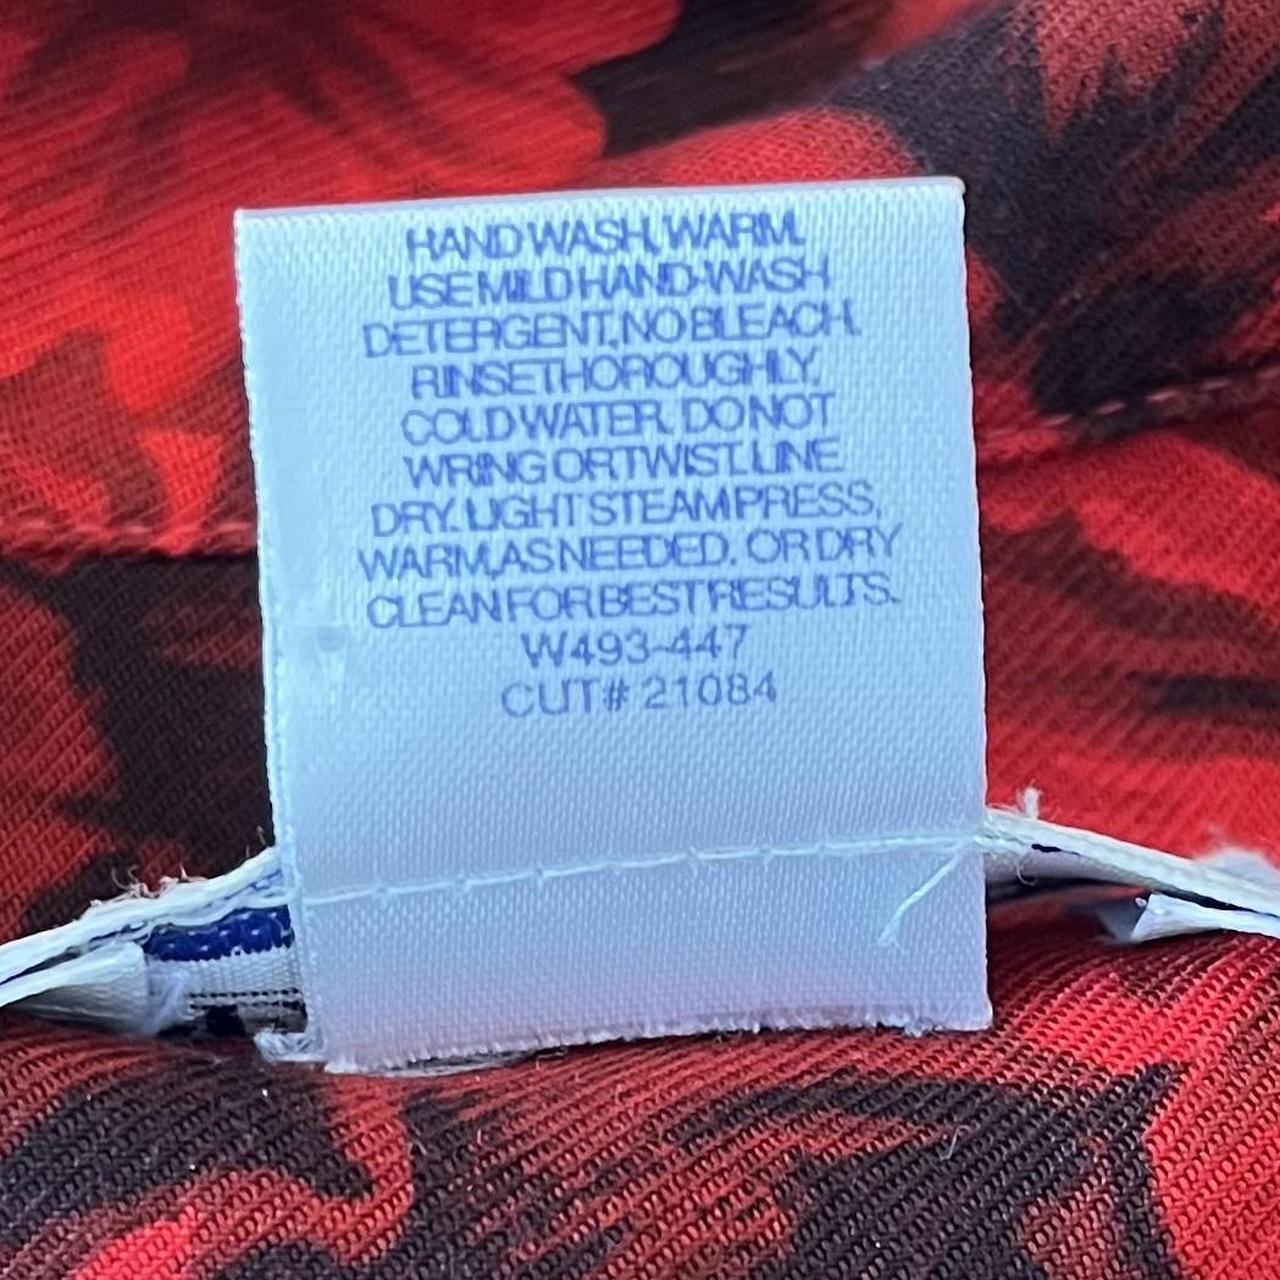 HAND WASH, WARM.
USE MILD HAND-WASH
DETERGENT, NO BLEACH.
RINSE THOROUGHLY,
COLD WATER. DO NOT
WRING OR TWIST. LINE
DRY. LIGHT STEAM PRESS,
WARM, AS NEEDED. OR DRY
CLEAN FOR BEST RESULTS.
W493-447
CUT# 21084